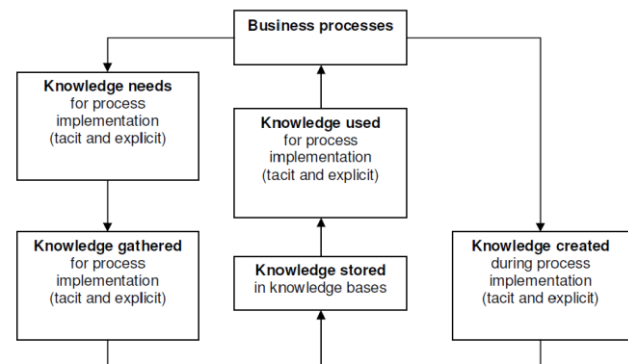 Business processes
Knowledge needs
for process
implementation
(tacit and explicit)
Knowledge used
for process
implementation
(tacit and explicit)
Knowledge gathered
for process
implementation
(tacit and explicit)
Knowledge stored
in knowledge bases
Knowledge created
during process
implementation
(tacit and explicit)